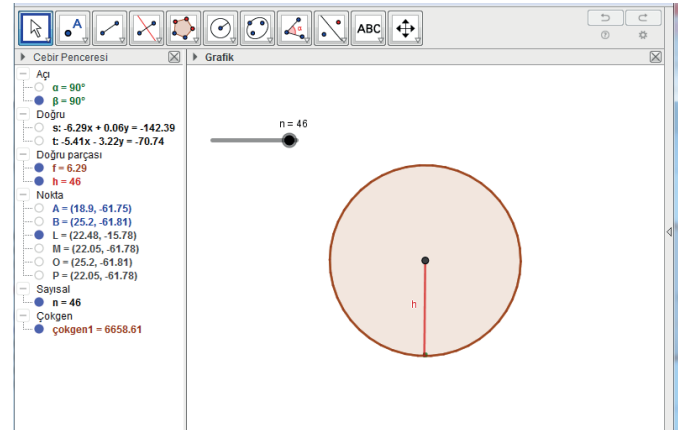 A
α
ABC
Cebir Penceresi
Grafik
Açı
α = 90°
β = 90°
Doğru
s: -6.29x + 0.06y = -142.39
t: -5.41x - 3.22y = -70.74
Doğru parçası
f = 6.29
h = 46
Nokta
A = (18.9, -61.75)
B = (25.2, -61.81)
L = (22.48, -15.78)
M = (22.05, -61.78)
O = (25.2, -61.81)
P = (22.05, -61.78)
Sayısal
n = 46
Çokgen
çokgen1 = 6658.61
n = 46
h